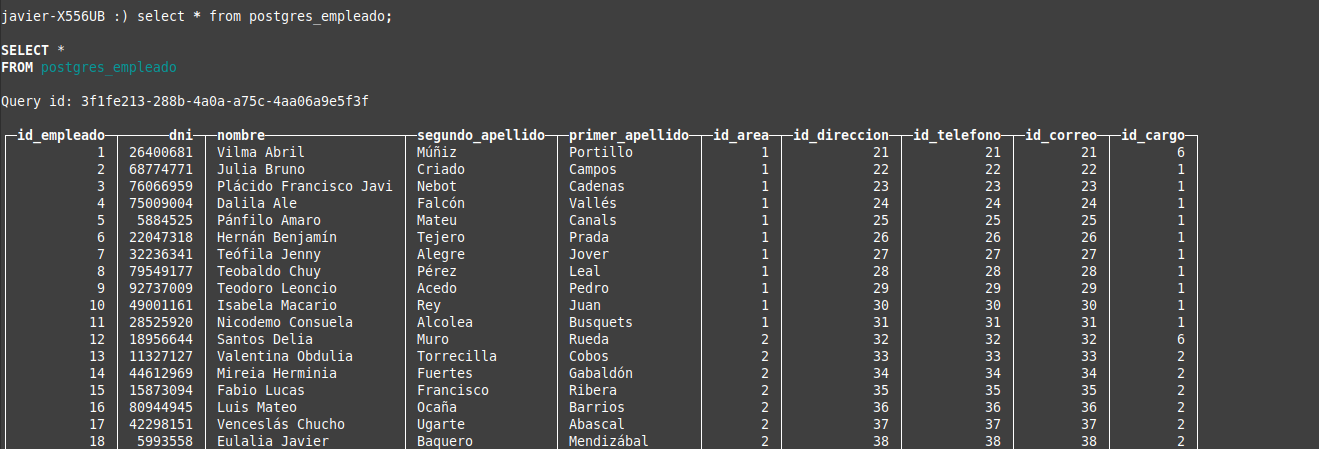 javier-X556UB :) select * from postgres_empleado;
SELECT *
FROM postgres_empleado
Query id: 3f1fe213-288b-4a0a-a75c-4aa06a9e5f3f
id_empleado dni nombre segundo_apellido primer_apellido id_area id_direccion id_telefono id_correo id_cargo
1 26400681 Vilma Abril Múñiz Portillo 1 21 21 21 6
2 68774771 Julia Bruno Criado Campos 1 22 22 22 1
3 76066959 Plácido Francisco Javi Nebot Cadenas 1 23 23 23 1
4 75009004 Dalila Ale Falcón Vallés 1 24 24 24 1
5 5884525 Pánfilo Amaro Mateu Canals 1 25 25 25 1
6 22047318 Hernán Benjamín Tejero Prada 1 26 26 26 1
7 32236341 Teófila Jenny Alegre Jover 1 27 27 27 1
8 79549177 Teobaldo Chuy Pérez Leal 1 28 28 28 1
9 92737009 Teodoro Leoncio Acedo Pedro 1 29 29 29 1
10 49001161 Isabela Macario Rey Juan 1 30 30 30 1
11 28525920 Nicodemo Consuela Alcolea Busquets 1 31 31 31 1
12 18956644 Santos Delia Muro Rueda 2 32 32 32 6
13 11327127 Valentina Obdulia Torrecilla Cobos 2 33 33 33 2
14 44612969 Mireia Herminia Fuertes Gabaldón 2 34 34 34 2
15 15873094 Fabio Lucas Francisco Ribera 2 35 35 35 2
16 80944945 Luis Mateo Ocaña Barrios 2 36 36 36 2
17 42298151 Venceslás Chucho Ugarte Abascal 2 37 37 37 2
18 5993558 Eulalia Javier Baquero Mendizábal 2 38 38 38 2